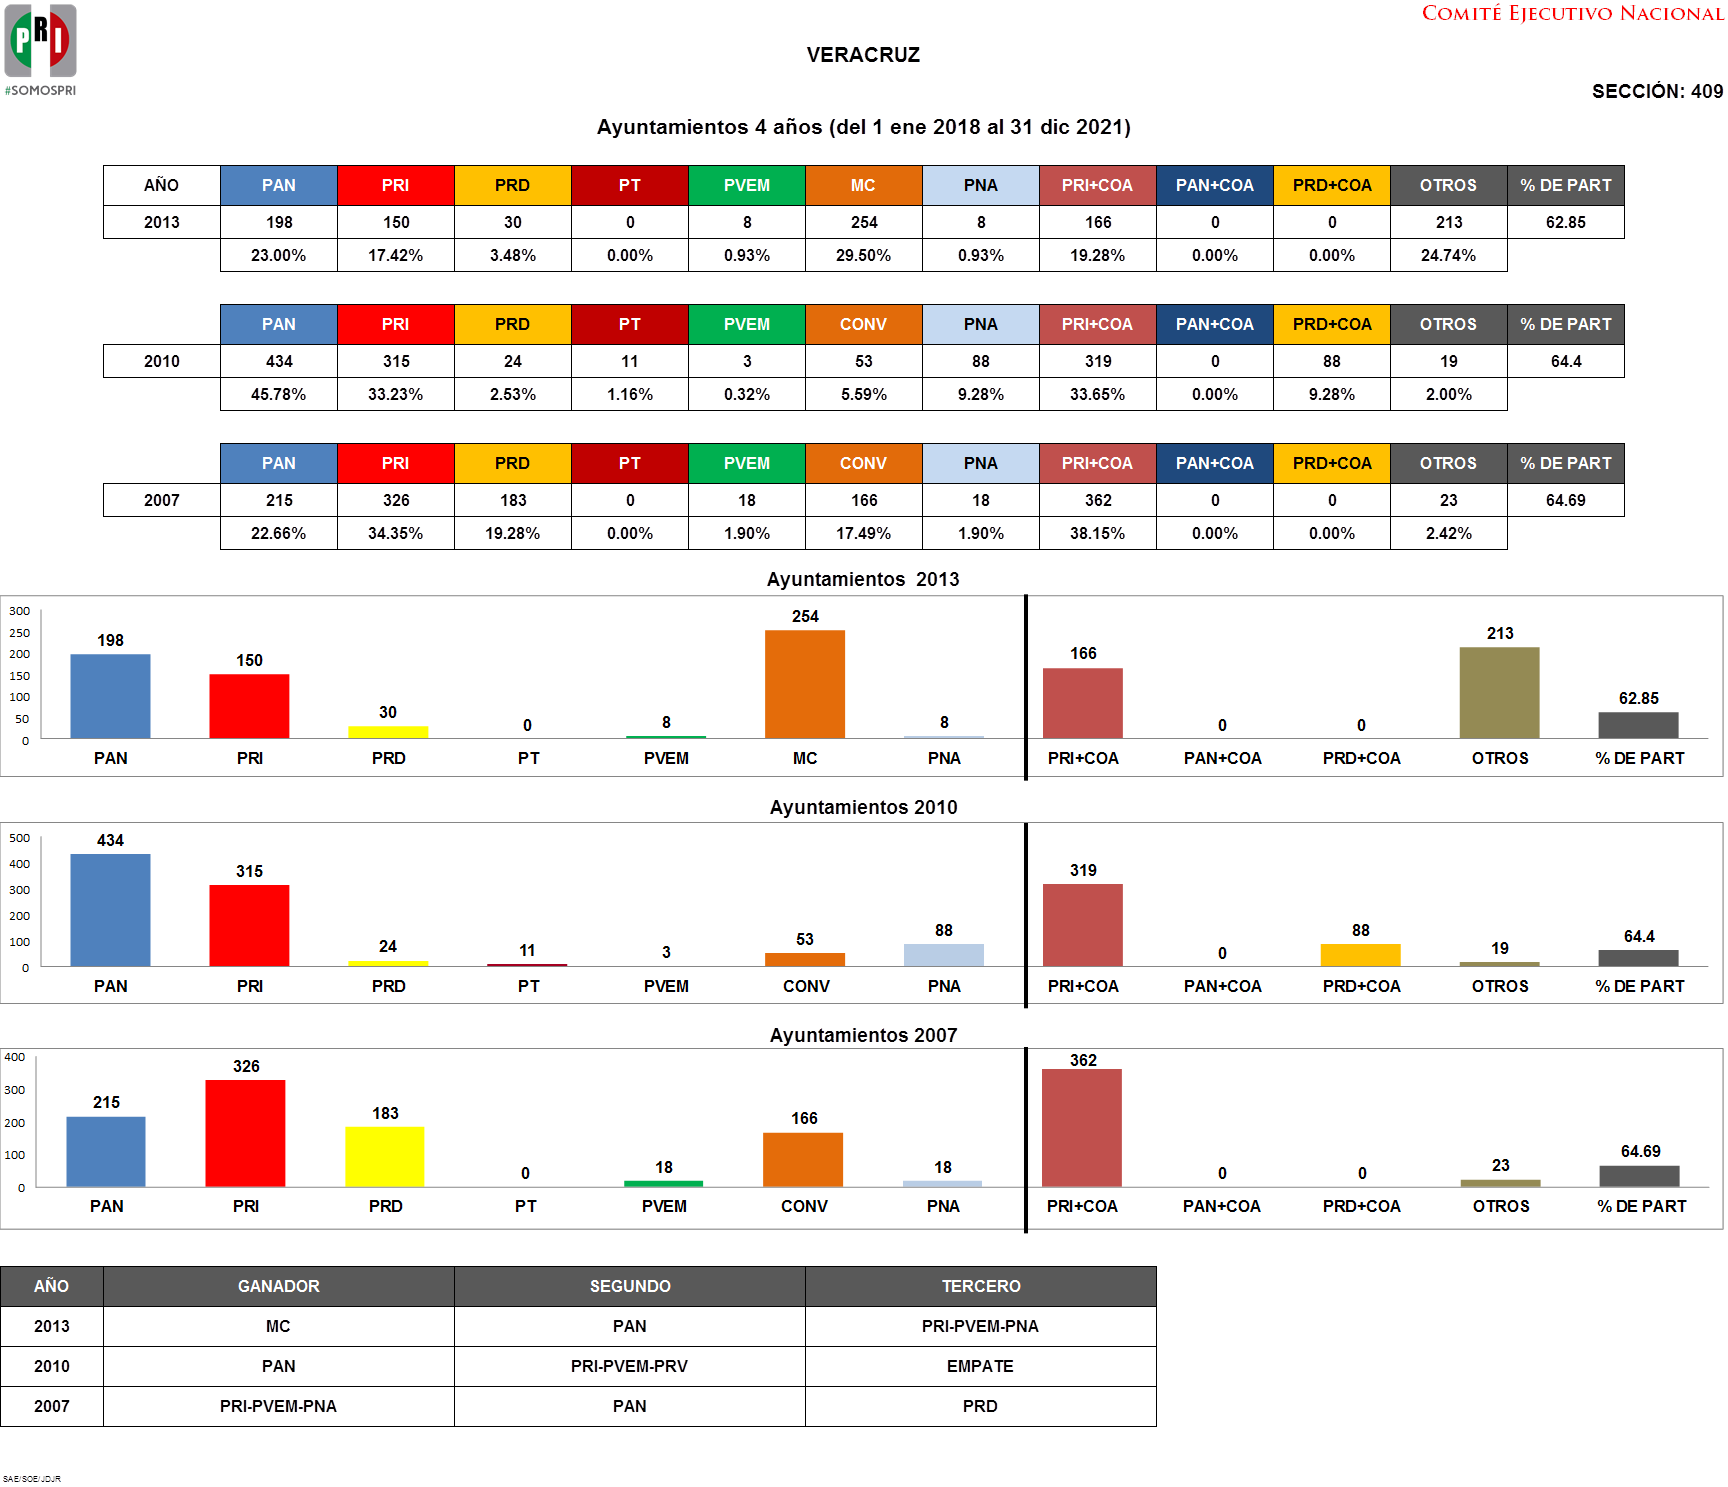 PRI
#SOMOSPRI
COMITÉ EJECUTIVO NACIONAL
VERACRUZ
SECCIÓN: 409
Ayuntamientos 4 años (del 1 ene 2018 al 31 dic 2021)
AÑO PAN PRI PRD PT PVEM MC PNA PRI+COA PAN+COA PRD+COA OTROS % DE PART
2013 198 150 30 0 8 254 8 166 0 0 213 62.85
23.00% 17.42% 3.48% 0.00% 0.93% 29.50% 0.93% 19.28% 0.00% 0.00% 24.74%
PAN PRI PRD PT PVEM CONV PNA PRI+COA PAN+COA PRD+COA OTROS % DE PART
2010 434 315 24 11 3 53 88 319 0 88 19 64.4
45.78% 33.23% 2.53% 1.16% 0.32% 5.59% 9.28% 33.65% 0.00% 9.28% 2.00%
PAN PRI PRD PT PVEM CONV PNA PRI+COA PAN+COA PRD+COA OTROS % DE PART
2007 215 326 183 0 18 166 18 362 0 0 23 64.69
22.66% 34.35% 19.28% 0.00% 1.90% 17.49% 1.90% 38.15% 0.00% 0.00% 2.42%
Ayuntamientos 2013
300
250
200
150
100
50
0
198 150 30 0 8 254 8 166 0 0 213 62.85
PAN PRI PRD PT PVEM MC PNA PRI+COA PAN+COA PRD+COA OTROS % DE PART
Ayuntamientos 2010
500
400
300
200
100
0
434 315 24 11 3 53 88 319 0 88 19 64.4
PAN PRI PRD PT PVEM CONV PNA PRI+COA PAN+COA PRD+COA OTROS % DE PART
Ayuntamientos 2007
400
300
200
100
0
215 326 183 0 18 166 18 362 0 0 23 64.69
PAN PRI PRD PT PVEM CONV PNA PRI+COA PAN+COA PRD+COA OTROS % DE PART
AÑO GANADOR SEGUNDO TERCERO
2013 MC PAN PRI-PVEM-PNA
2010 PAN PRI-PVEM-PRV EMPATE
2007 PRI-PVEM-PNA PAN PRD
SAE/SOE/JDJR